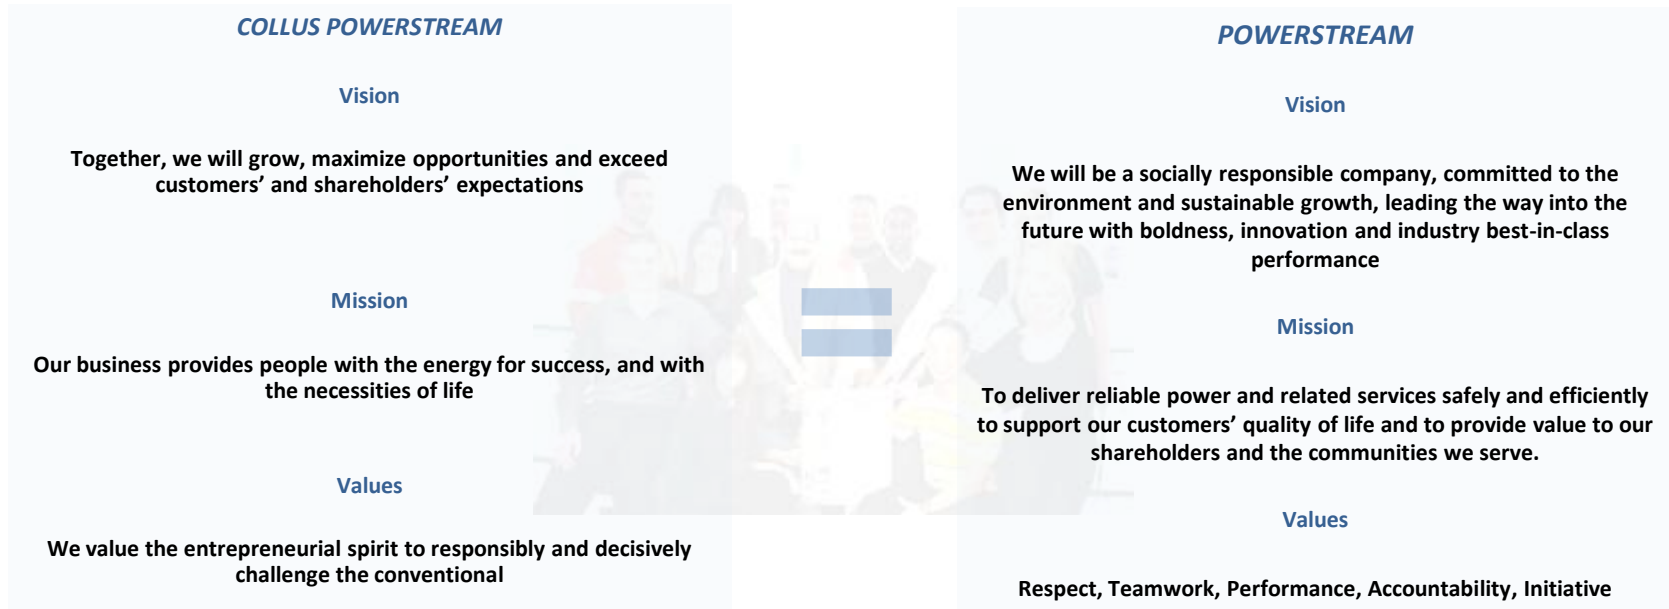 COLLUS POWERSTREAM
Vision
Together, we will grow, maximize opportunities and exceed
customers’ and shareholders’ expectations
Mission
Our business provides people with the energy for success, and with
the necessities of life
Values
We value the entrepreneurial spirit to responsibly and decisively
challenge the conventional
POWERSTREAM
Vision
We will be a socially responsible company, committed to the
environment and sustainable growth, leading the way into the
future with boldness, innovation and industry best-in-class
performance
Mission
To deliver reliable power and related services safely and efficiently
to support our customers’ quality of life and to provide value to our
shareholders and the communities we serve.
Values
Respect, Teamwork, Performance, Accountability, Initiative